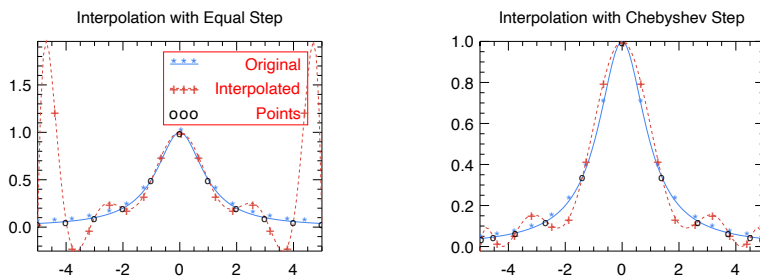 Interpolation with Equal Step
Original
Interpolated
Points
1.5
1.0
0.5
0.0
-4 -2 0 2 4
Interpolation with Chebyshev Step
1.0
0.8
0.6
0.4
0.2
0.0
-4 -2 0 2 4